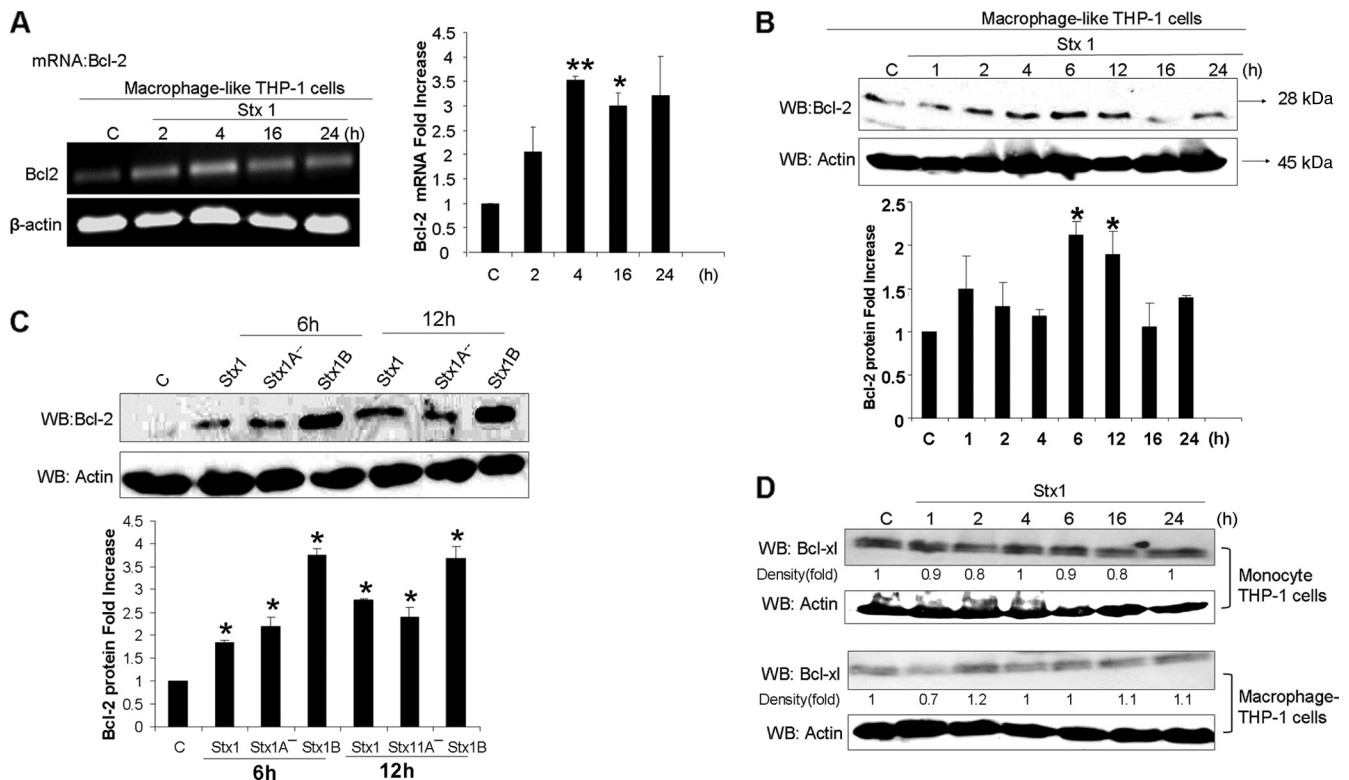 A
mRNA:Bcl-2
Macrophage-like THP-1 cells
Stx 1
C 2 4 16 24 (h)
Bcl2
β-actin
Bcl-2 mRNA Fold Increase
4.5
4
3.5
3
2.5
2
1.5
1
0.5
0
** *
C 2 4 16 24 (h)
B
Macrophage-like THP-1 cells
Stx 1
C 1 2 4 6 12 16 24 (h)
WB:Bcl-2
28 kDa
WB: Actin
45 kDa
Bcl-2 protein Fold Increase
2.5
2
1.5
1
0.5
0
* *
C 1 2 4 6 12 16 24 (h)
C
6h 12h
C Stx1 Stx1A-- Stx1B Stx1 Stx1A-- Stx1B
WB:Bcl-2
WB: Actin
Bcl-2 protein Fold Increase
4.5
4
3.5
3
2.5
2
1.5
1
0.5
0
* * * * * *
C Stx1 Stx1A¯ Stx1B Stx1 Stx11A¯ Stx1B
6h 12h
D
Stx1
C 1 2 4 6 16 24 (h)
WB: Bcl-xl
Density(fold) 1 0.9 0.8 1 0.9 0.8 1
WB: Actin
Monocyte
THP-1 cells
WB: Bcl-xl
Density(fold) 1 0.7 1.2 1 1 1.1 1.1
WB: Actin
Macrophage-
THP-1 cells